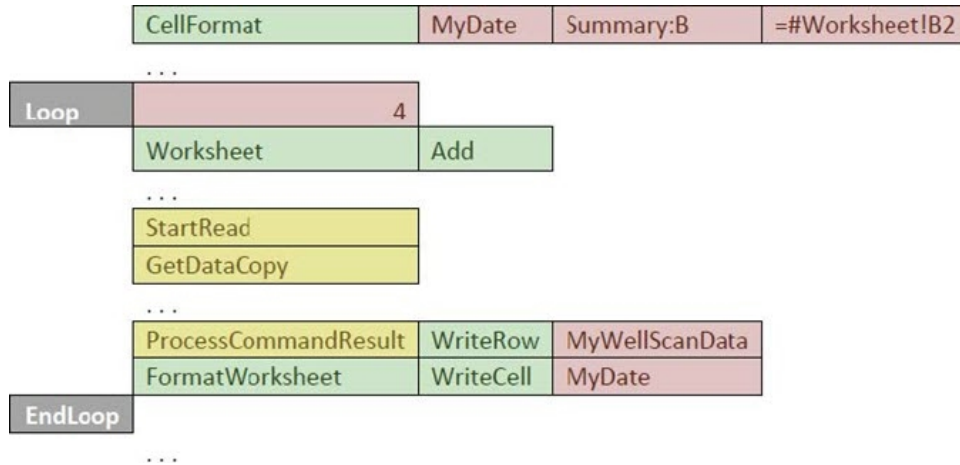 CellFormat MyDate Summary:B =#Worksheet!B2
...
Loop 4
Worksheet Add
...
StartRead
GetDataCopy
...
ProcessCommandResult WriteRow MyWellScanData
FormatWorksheet WriteCell MyDate
EndLoop
...